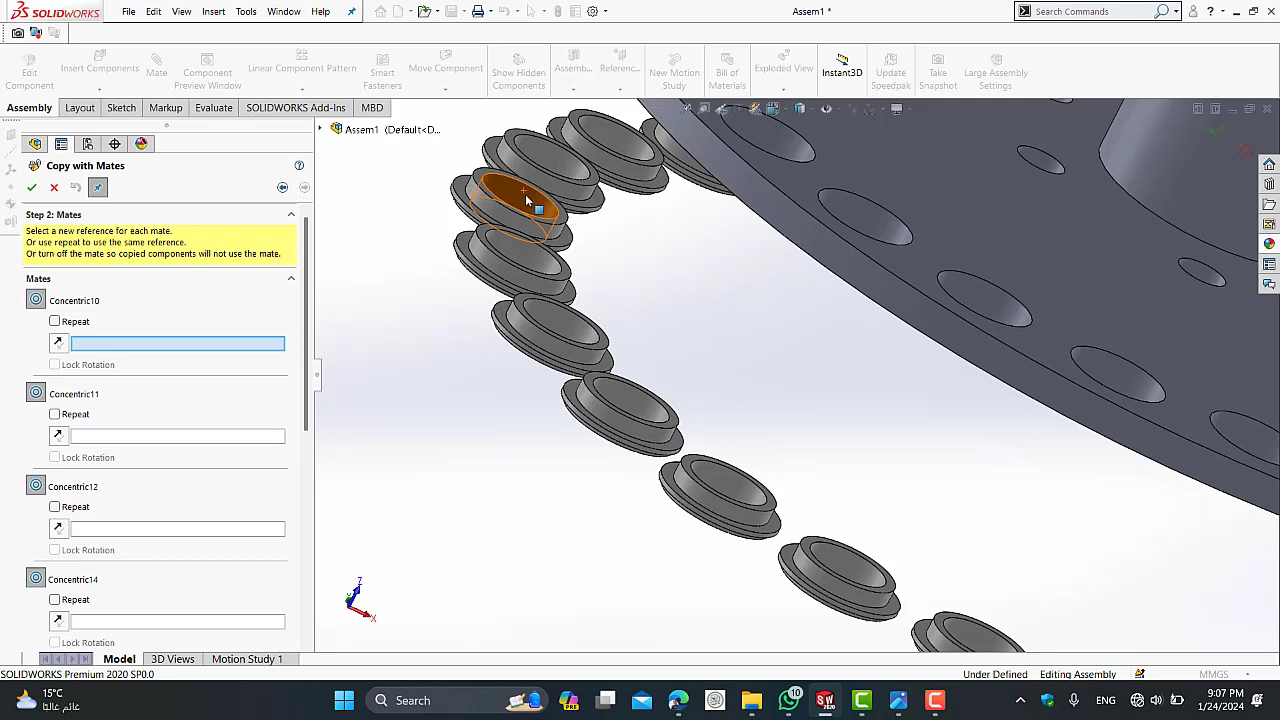 SOLIDWORKS File Edit View Insert Tools Window Help Assem1 * Search Commands
Edit Component Insert Components Mate Component Preview Window Linear Component Pattern Smart Fasteners Move Component Show Hidden Components Assemb... Referenc... New Motion Study Bill of Materials Exploded View Instant3D Update Speedpak Take Snapshot Large Assembly Settings
Assembly Layout Sketch Markup Evaluate SOLIDWORKS Add-Ins MBD
Assem1 (Default<D...
Copy with Mates
Step 2: Mates
Select a new reference for each mate.
Or use repeat to use the same reference.
Or turn off the mate so copied components will not use the mate.
Mates
Concentric10
Repeat
Lock Rotation
Concentric11
Repeat
Lock Rotation
Concentric12
Repeat
Lock Rotation
Concentric14
Repeat
Lock Rotation
Z
X
Model 3D Views Motion Study 1
SOLIDWORKS Premium 2020 SP0.0 Under Defined Editing Assembly MMGS
15°C
غائم غالبا
Search
PRE
10
SW
2020
ENG
9:07 PM
1/24/2024